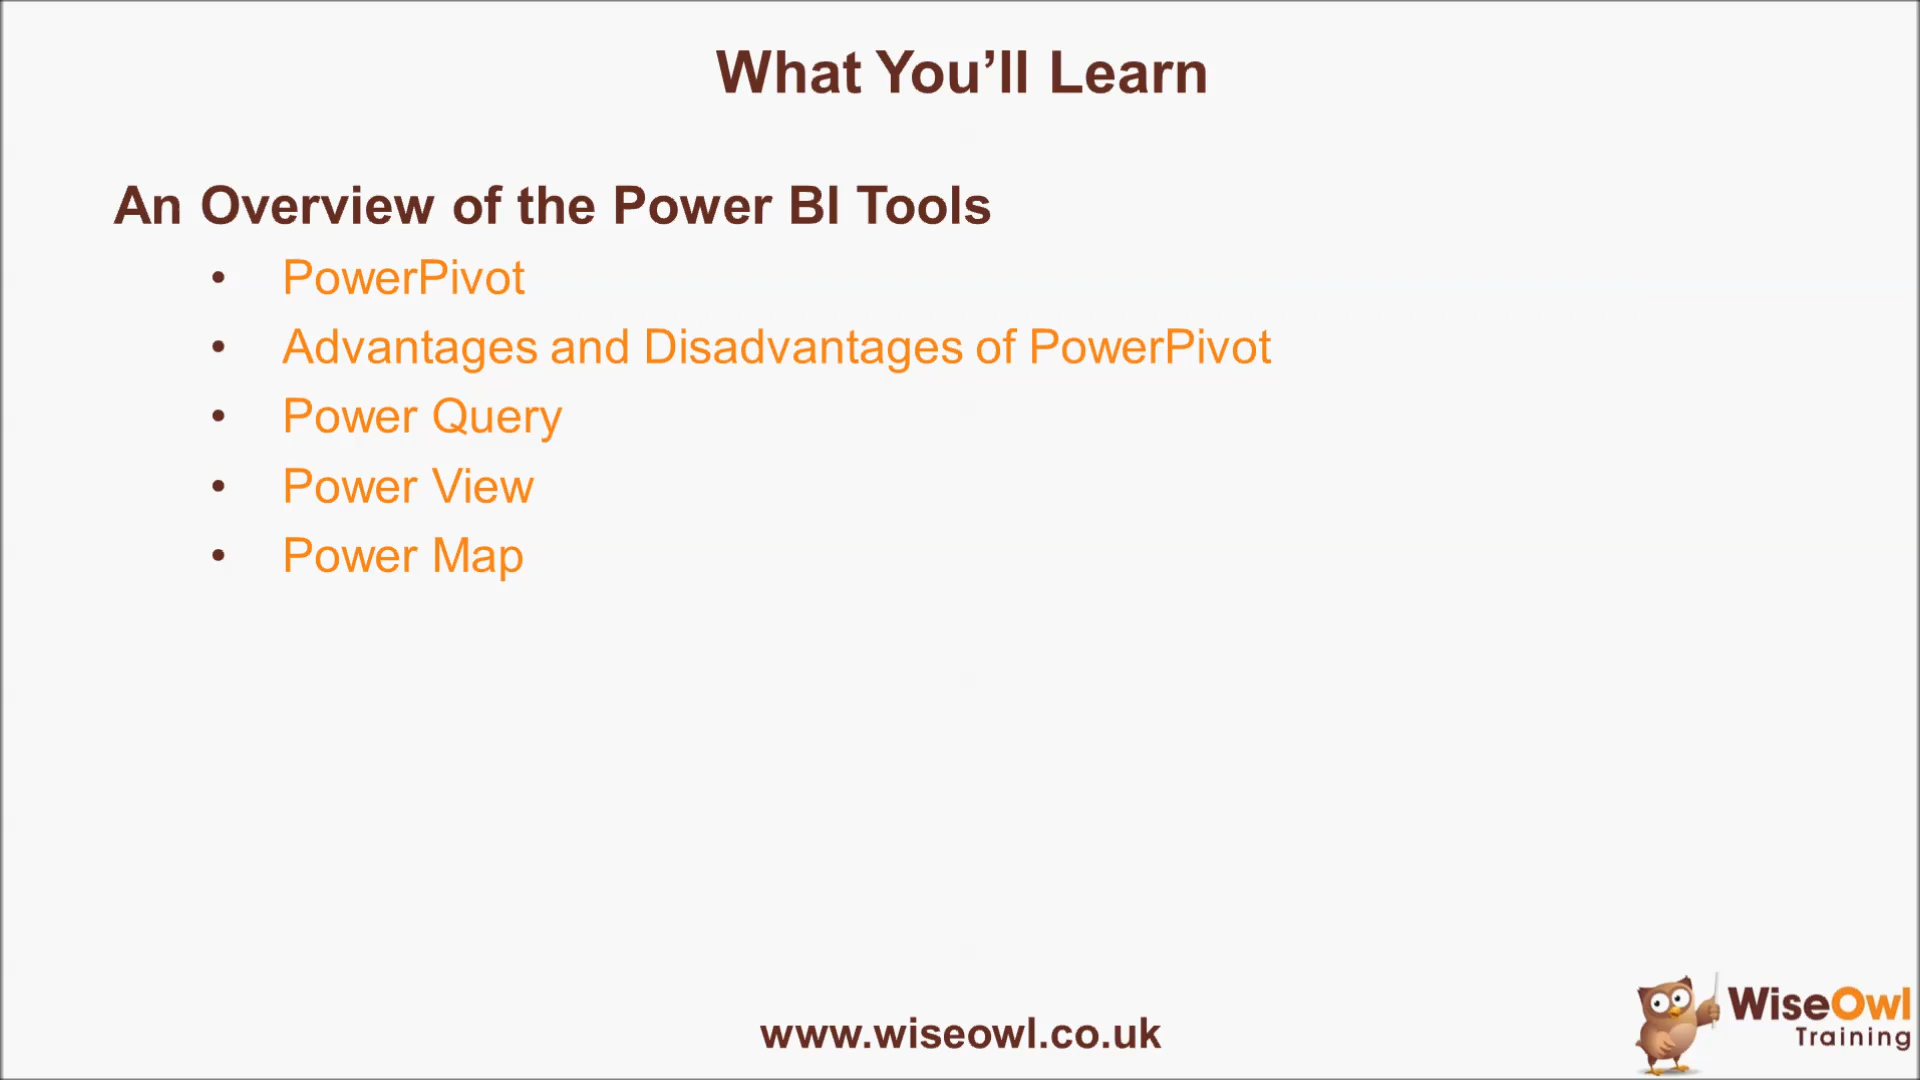 What You’ll Learn
An Overview of the Power BI Tools
• PowerPivot
• Advantages and Disadvantages of PowerPivot
• Power Query
• Power View
• Power Map
www.wiseowl.co.uk
WiseOwl
Training